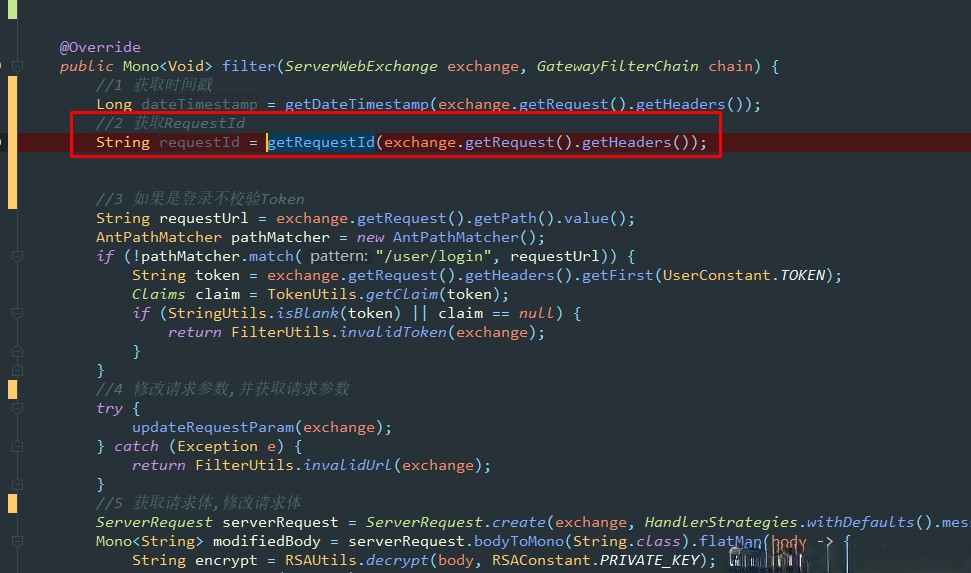 @Override
public Mono<Void> filter(ServerWebExchange exchange, GatewayFilterChain chain) {
//1 获取时间戳
Long dateTimestamp = getDateTimestamp(exchange.getRequest().getHeaders());
//2 获取RequestId
String requestId = getRequestId(exchange.getRequest().getHeaders());
//3 如果是登录不校验Token
String requestUrl = exchange.getRequest().getPath().value();
AntPathMatcher pathMatcher = new AntPathMatcher();
if (!pathMatcher.match( pattern: "/user/login", requestUrl)) {
String token = exchange.getRequest().getHeaders().getFirst(UserConstant.TOKEN);
Claims claim = TokenUtils.getClaim(token);
if (StringUtils.isBlank(token) || claim == null) {
return FilterUtils.invalidToken(exchange);
}
}
//4 修改请求参数,并获取请求参数
try {
updateRequestParam(exchange);
} catch (Exception e) {
return FilterUtils.invalidUrl(exchange);
}
//5 获取请求体,修改请求体
ServerRequest serverRequest = ServerRequest.create(exchange, HandlerStrategies.withDefaults().mes
Mono<String> modifiedBody = serverRequest.bodyToMono(String.class).flatMap(body -> {
String encrypt = RSAUtils.decrypt(body, RSAConstant.PRIVATE_KEY);